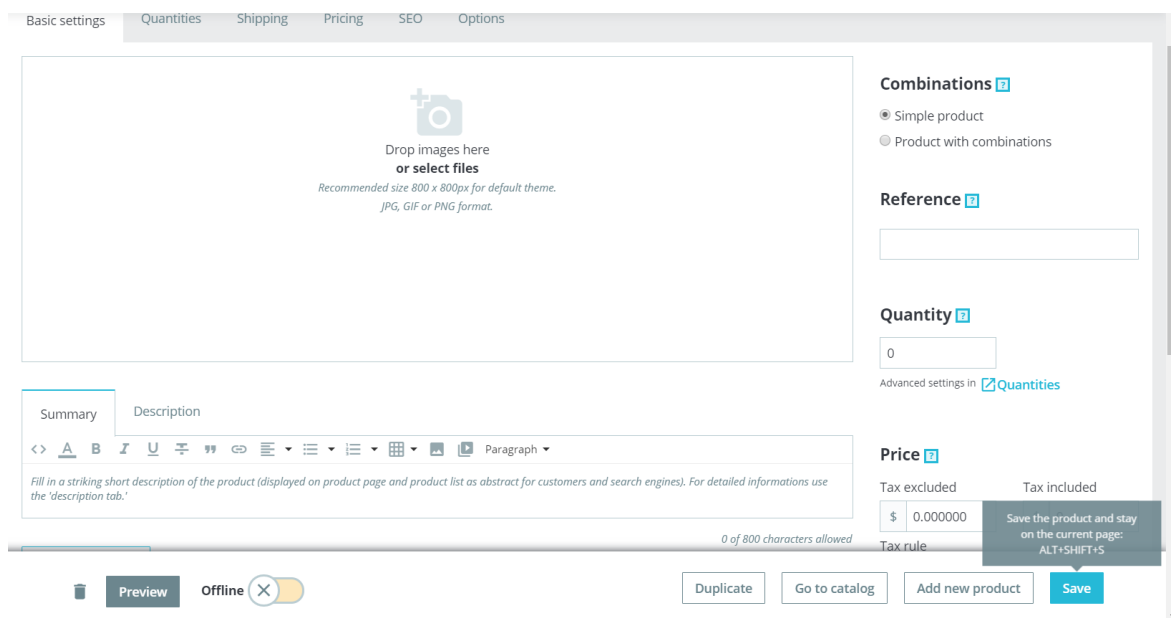 Basic settings Quantities Shipping Pricing SEO Options
Drop images here
or select files
Recommended size 800 x 800px for default theme.
JPG, GIF or PNG format.
Combinations ?
Simple product
Product with combinations
Reference ?
Quantity ?
0
Advanced settings in Quantities
Summary Description
<> A B I U T Paragraph
Fill in a striking short description of the product (displayed on product page and product list as abstract for customers and search engines). For detailed informations use
the 'description tab.'
0 of 800 characters allowed
Price ?
Tax excluded Tax included
$ 0.000000
Tax rule
Save the product and stay
on the current page:
ALT+SHIFT+S
Preview Offline Duplicate Go to catalog Add new product Save